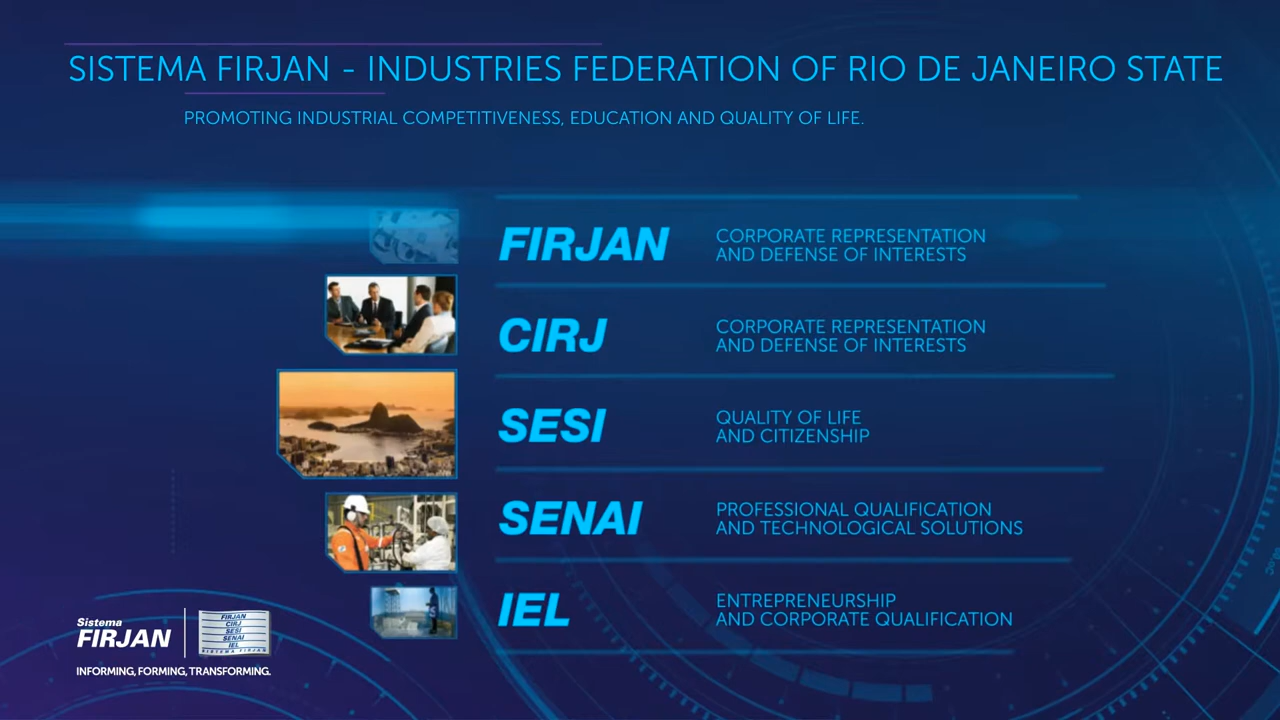 SISTEMA FIRJAN - INDUSTRIES FEDERATION OF RIO DE JANEIRO STATE
PROMOTING INDUSTRIAL COMPETITIVENESS, EDUCATION AND QUALITY OF LIFE.
FIRJAN
CORPORATE REPRESENTATION
AND DEFENSE OF INTERESTS
CIRJ
CORPORATE REPRESENTATION
AND DEFENSE OF INTERESTS
SESI
QUALITY OF LIFE
AND CITIZENSHIP
SENAI
PROFESSIONAL QUALIFICATION
AND TECHNOLOGICAL SOLUTIONS
IEL
ENTREPRENEURSHIP
AND CORPORATE QUALIFICATION
Sistema
FIRJAN
FIRJAN
CIRJ
SESI
SENAI
IEL
SISTEMA FIRJAN
INFORMING, FORMING, TRANSFORMING.